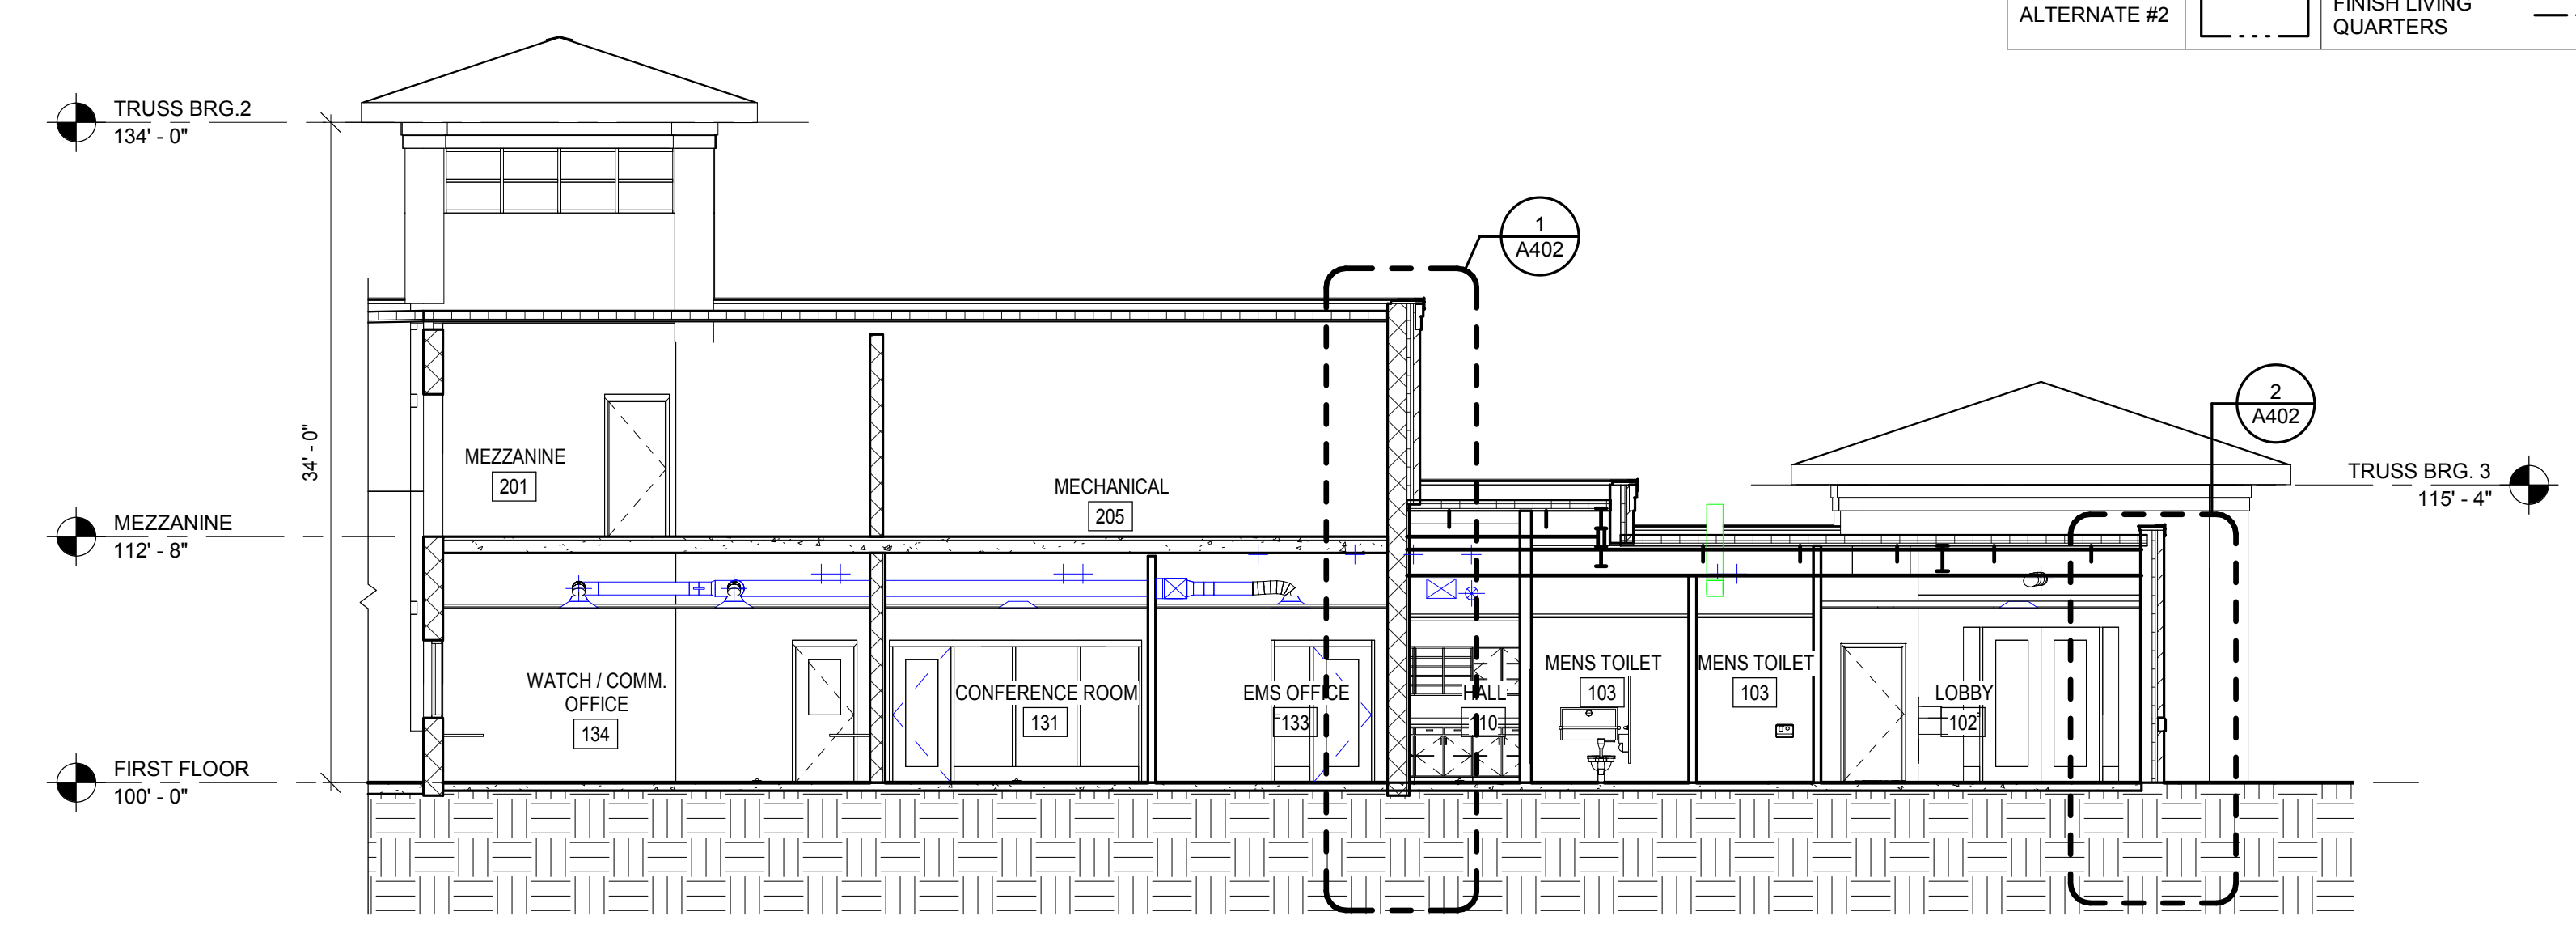 ALTERNATE #2
FINISH LIVING
QUARTERS
TRUSS BRG.2
134' - 0"
1
A402
2
A402
34' - 0"
MEZZANINE
201
MECHANICAL
205
TRUSS BRG. 3
115' - 4"
MEZZANINE
112' - 8"
WATCH / COMM.
OFFICE
134
CONFERENCE ROOM
131
EMS OFFICE
133
HALL
110
MENS TOILET
103
MENS TOILET
103
LOBBY
102
FIRST FLOOR
100' - 0"